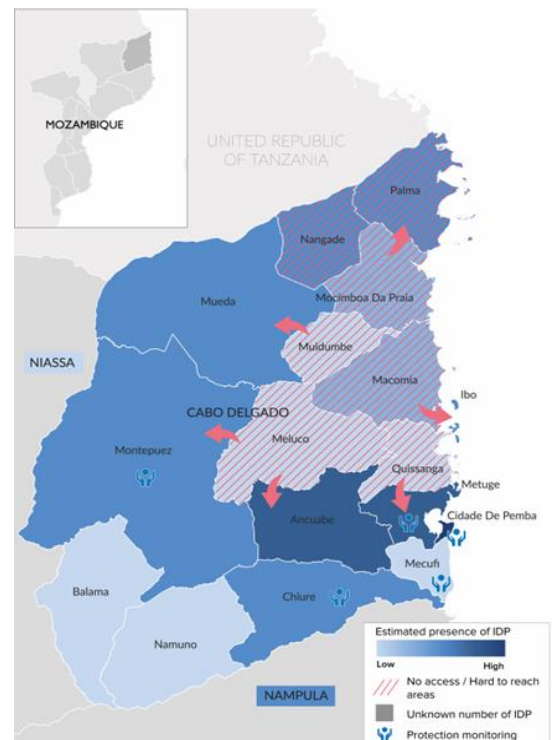 MOZAMBIQUE
UNITED REPUBLIC
OF TANZANIA
Palma
Nangade
Mueda
Mocimboa Da Praia
Muidumbe
NIASSA
Macomia
Ibo
CABO DELGADO
Meluco
Montepuez
Quissanga
Metuge
Ancuabe
Cidade De Pemba
Mecufi
Balama
Chiure
Namuno
NAMPULA
Estimated presence of IDP
Low
High
No access / Hard to reach
areas
Unknown number of IDP
Protection monitoring